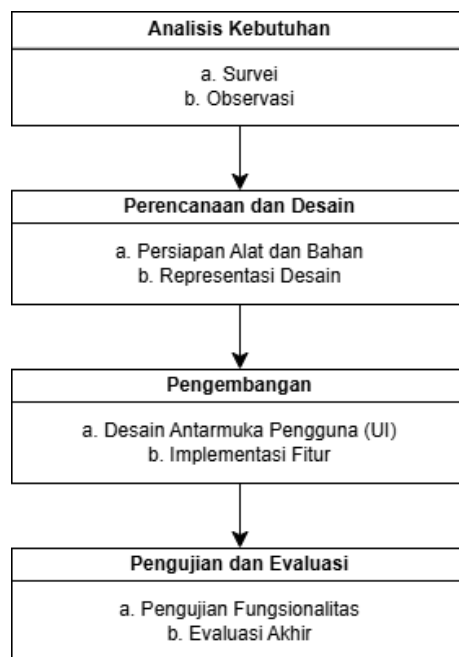 Analisis Kebutuhan
a. Survei
b. Observasi
Perencanaan dan Desain
a. Persiapan Alat dan Bahan
b. Representasi Desain
Pengembangan
a. Desain Antarmuka Pengguna (UI)
b. Implementasi Fitur
Pengujian dan Evaluasi
a. Pengujian Fungsionalitas
b. Evaluasi Akhir